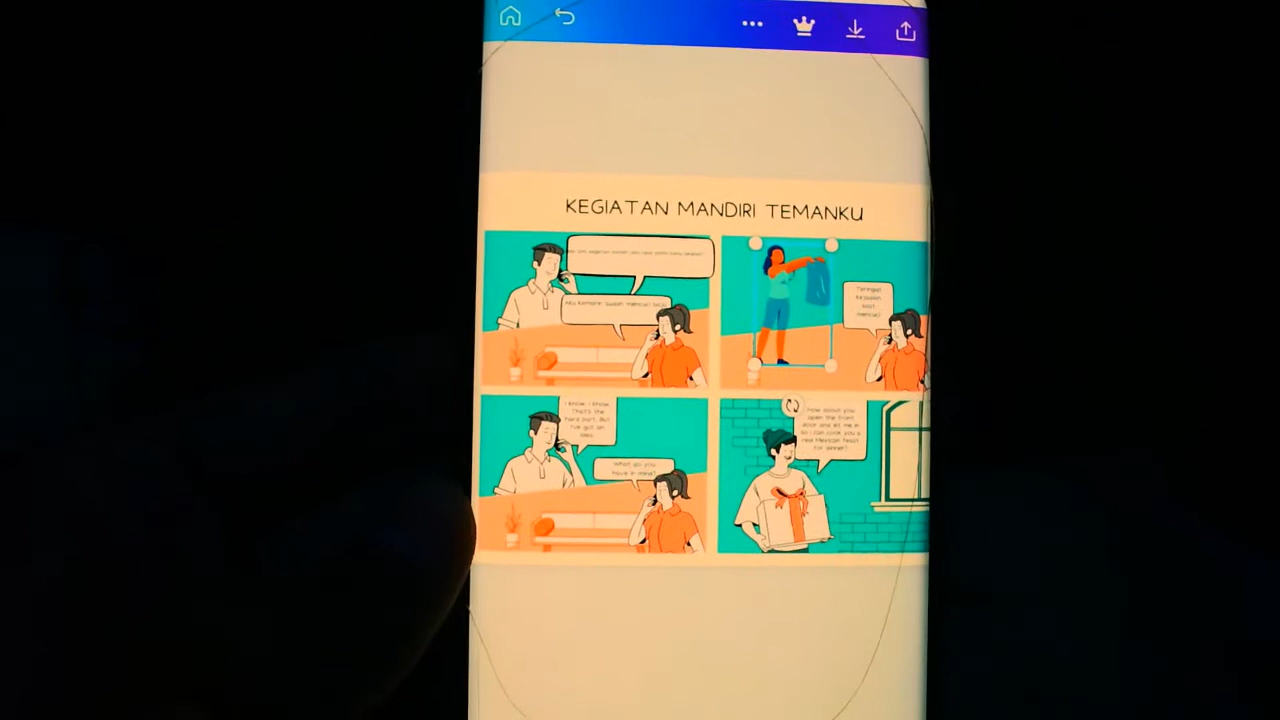 KEGIATAN MANDIRI TEMANKU
Aku kemarin sudah mencuci baju
Teringat
kejadian
saat
mencuci
I know, I know.
That's the
hard part. But
I've got an
idea.
What do you
have in mind?
How about you
open the front
door and let me in
so I can cook you a
real Mexican feast
for dinner?